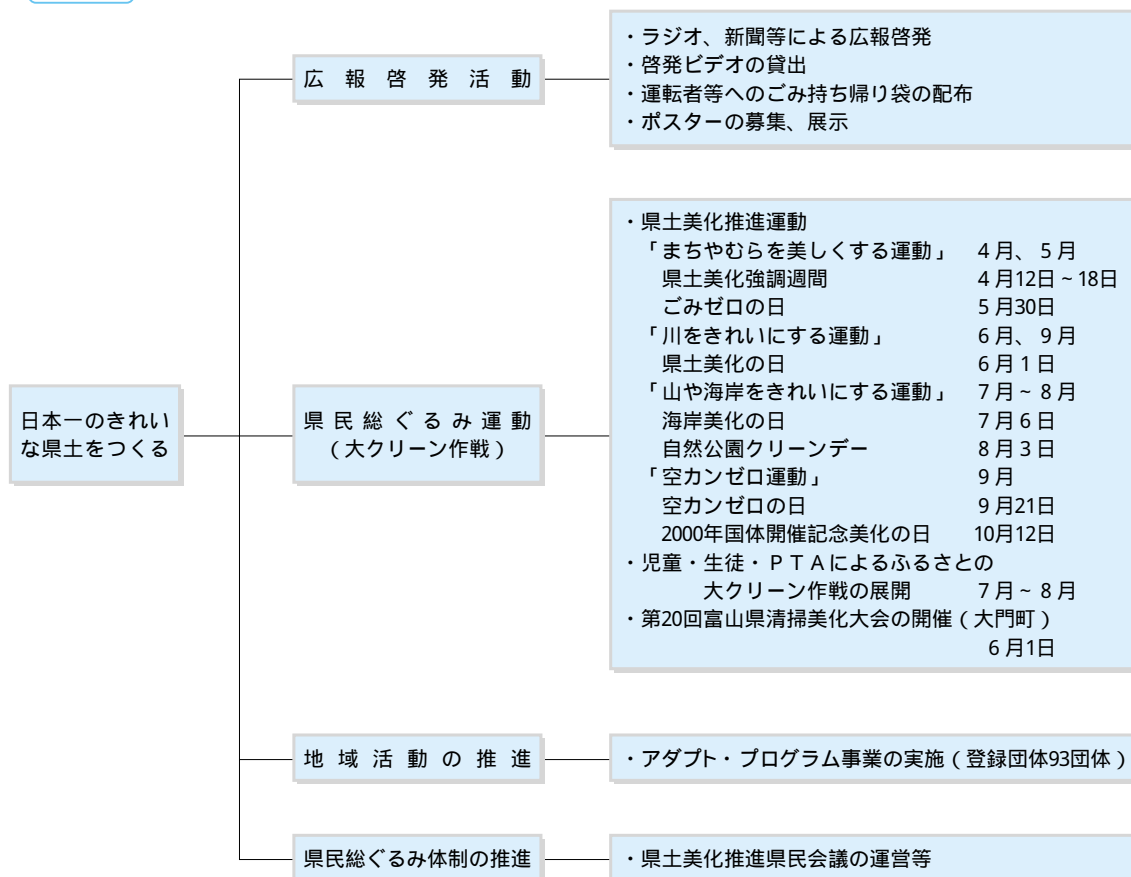 広報啓発活動
・ラジオ、新聞等による広報啓発
・啓発ビデオの貸出
・運転者等へのごみ持ち帰り袋の配布
・ポスターの募集、展示
日本一のきれい
な県土をつくる
県民総ぐるみ運動
(大クリーン作戦)
・県土美化推進運動
「まちやむらを美しくする運動」 4月、5月
県土美化強調週間 4月12日~18日
ごみゼロの日 5月30日
「川をきれいにする運動」 6月、9月
県土美化の日 6月1日
「山や海岸をきれいにする運動」 7月~8月
海岸美化の日 7月6日
自然公園クリーンデー 8月3日
「空カンゼロ運動」 9月
空カンゼロの日 9月21日
2000年国体開催記念美化の日 10月12日
・児童・生徒・PTAによるふるさとの
大クリーン作戦の展開 7月~8月
・第20回富山県清掃美化大会の開催(大門町)
6月1日
地域活動の推進
・アダプト・プログラム事業の実施(登録団体93団体)
県民総ぐるみ体制の推進
・県土美化推進県民会議の運営等